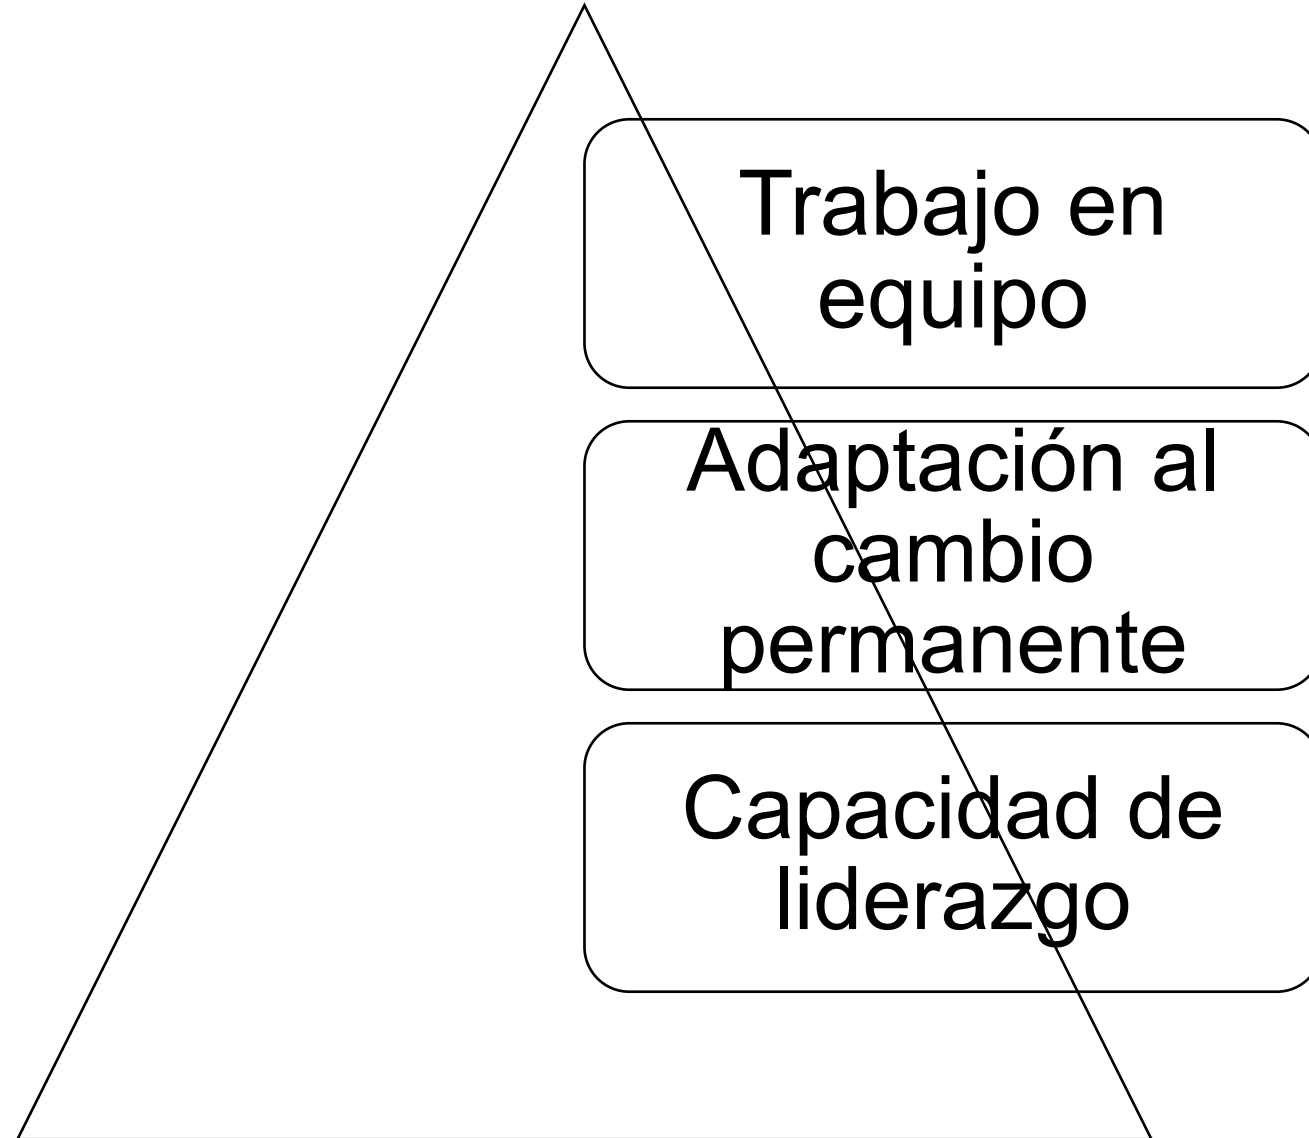 Trabajo en
equipo
Adaptación al
cambio
permanente
Capacidad de
liderazgo